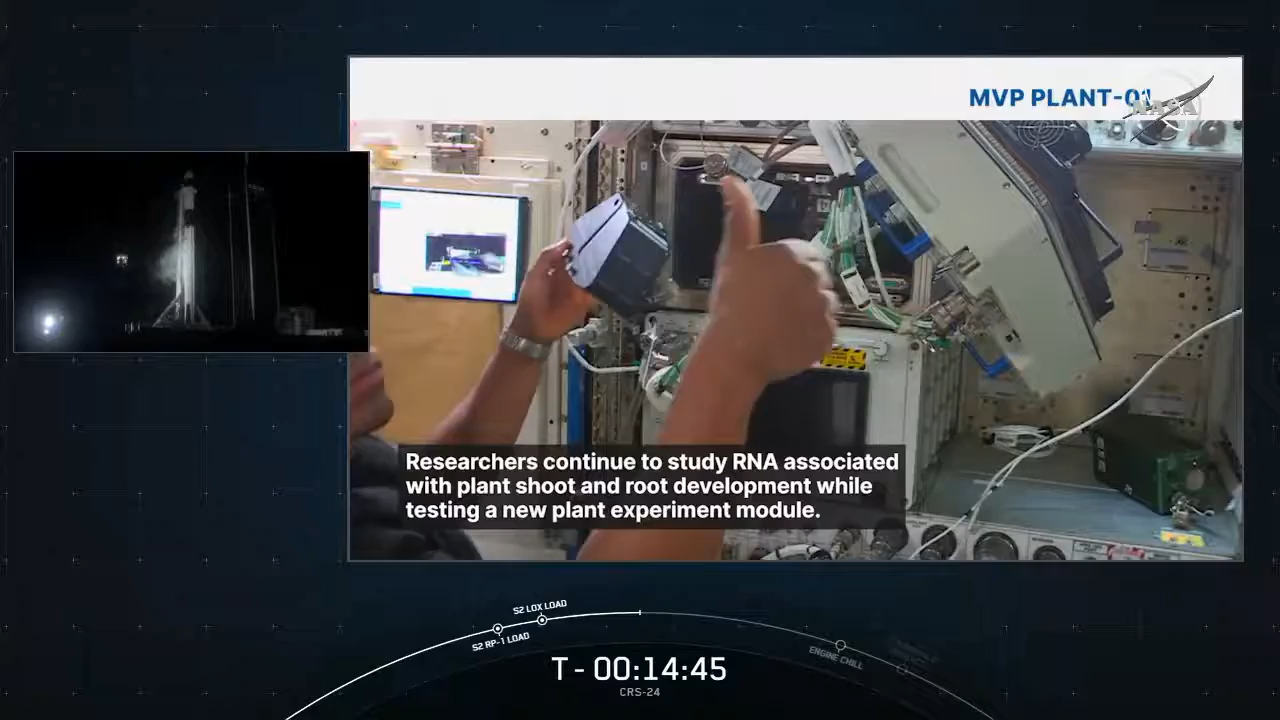 MVP PLANT-01
NASA
Researchers continue to study RNA associated
with plant shoot and root development while
testing a new plant experiment module.
S2 LOX LOAD
S2 RP-1 LOAD
ENGINE CHILL
T - 00:14:45
CRS-24